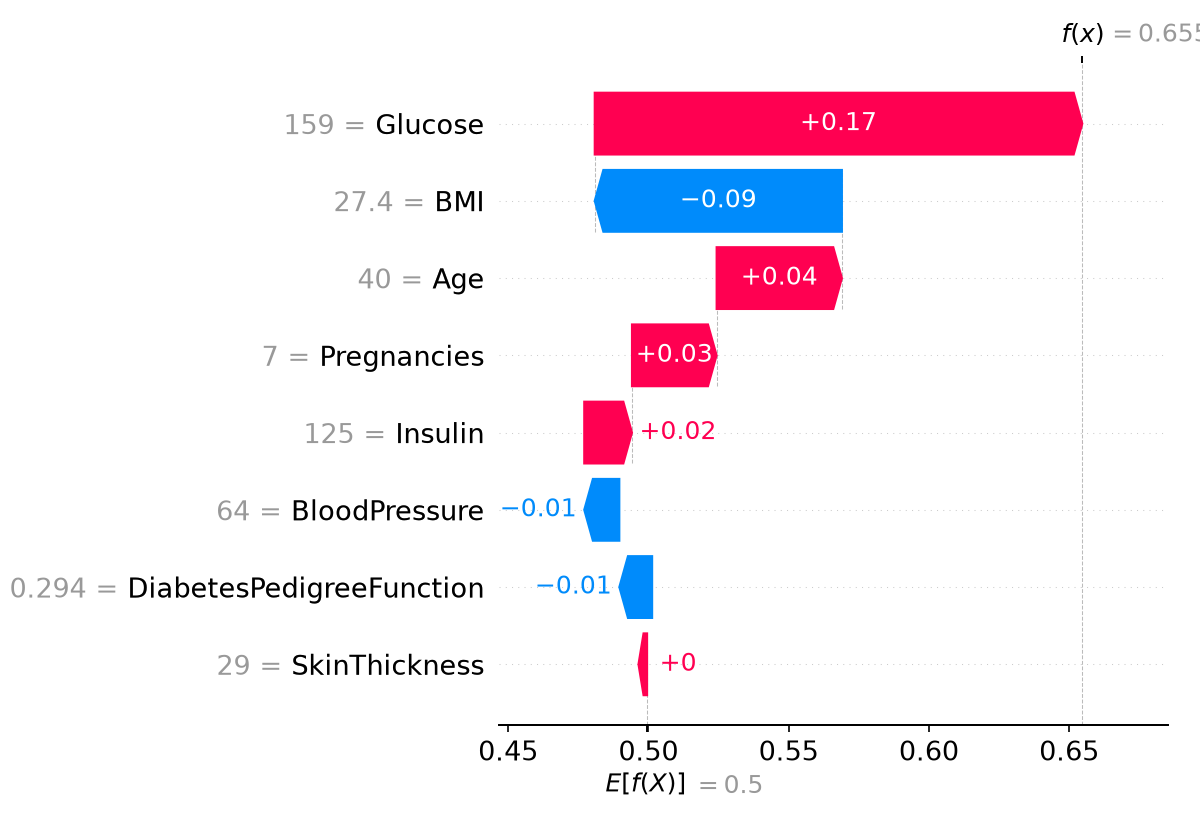 f(x) = 0.655
159 = Glucose
+0.17
27.4 = BMI
−0.09
40 = Age
+0.04
7 = Pregnancies
+0.03
125 = Insulin
+0.02
64 = BloodPressure
−0.01
0.294 = DiabetesPedigreeFunction
−0.01
29 = SkinThickness
+0
0.45 0.50 0.55 0.60 0.65
E[f(X)] = 0.5